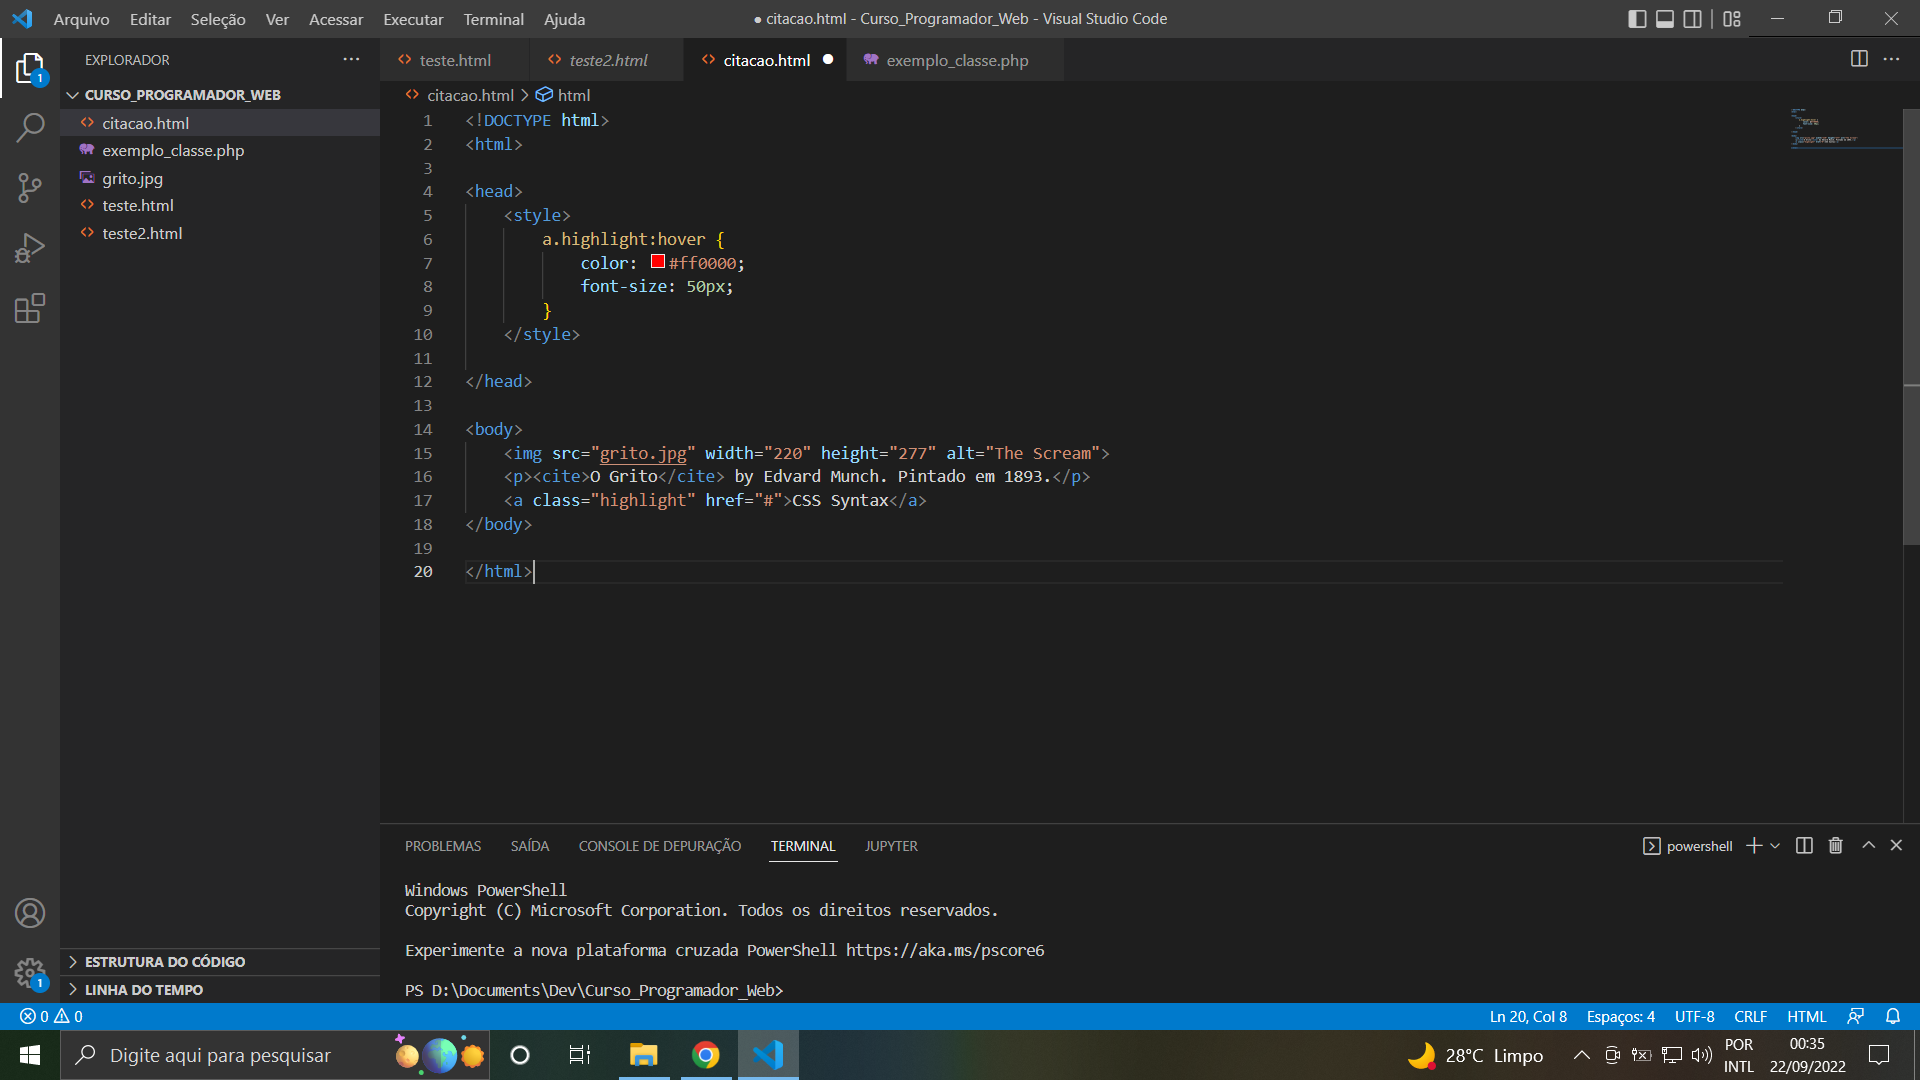 Arquivo Editar Seleção Ver Acessar Executar Terminal Ajuda
● citacao.html - Curso_Programador_Web - Visual Studio Code
EXPLORADOR
teste.html
teste2.html
citacao.html
exemplo_classe.php
citacao.html > html
1
CURSO_PROGRAMADOR_WEB
citacao.html
exemplo_classe.php
grito.jpg
teste.html
teste2.html
1 <!DOCTYPE html>
2 <html>
3
4 <head>
5     <style>
6         a.highlight:hover {
7             color: #ff0000;
8             font-size: 50px;
9         }
10     </style>
11
12 </head>
13
14 <body>
15     <img src="grito.jpg" width="220" height="277" alt="The Scream">
16     <p><cite>O Grito</cite> by Edvard Munch. Pintado em 1893.</p>
17     <a class="highlight" href="#">CSS Syntax</a>
18 </body>
19
20 </html>
PROBLEMAS SAÍDA CONSOLE DE DEPURAÇÃO TERMINAL JUPYTER
powershell
Windows PowerShell
Copyright (C) Microsoft Corporation. Todos os direitos reservados.
Experimente a nova plataforma cruzada PowerShell https://aka.ms/pscore6
PS D:\Documents\Dev\Curso_Programador_Web>
ESTRUTURA DO CÓDIGO
LINHA DO TEMPO
1
0 0
Ln 20, Col 8 Espaços: 4 UTF-8 CRLF HTML
Digite aqui para pesquisar
28°C Limpo
POR
INTL
00:35
22/09/2022